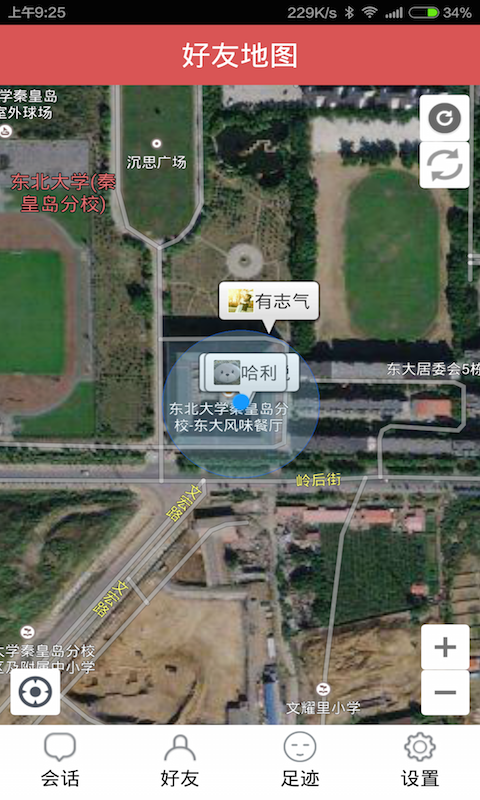 上午9:25
229K/s
34%
好友地图
学秦皇岛
室外球场
沉思广场
东北大学(秦
皇岛分校)
有志气
哈利
东大居委会5栋
东北大学秦皇岛分
校-东大风味餐厅
岭后街
文耀路
文耀路
大学秦皇岛分校
区及附属中小学
文耀里小学
会话
好友
足迹
设置